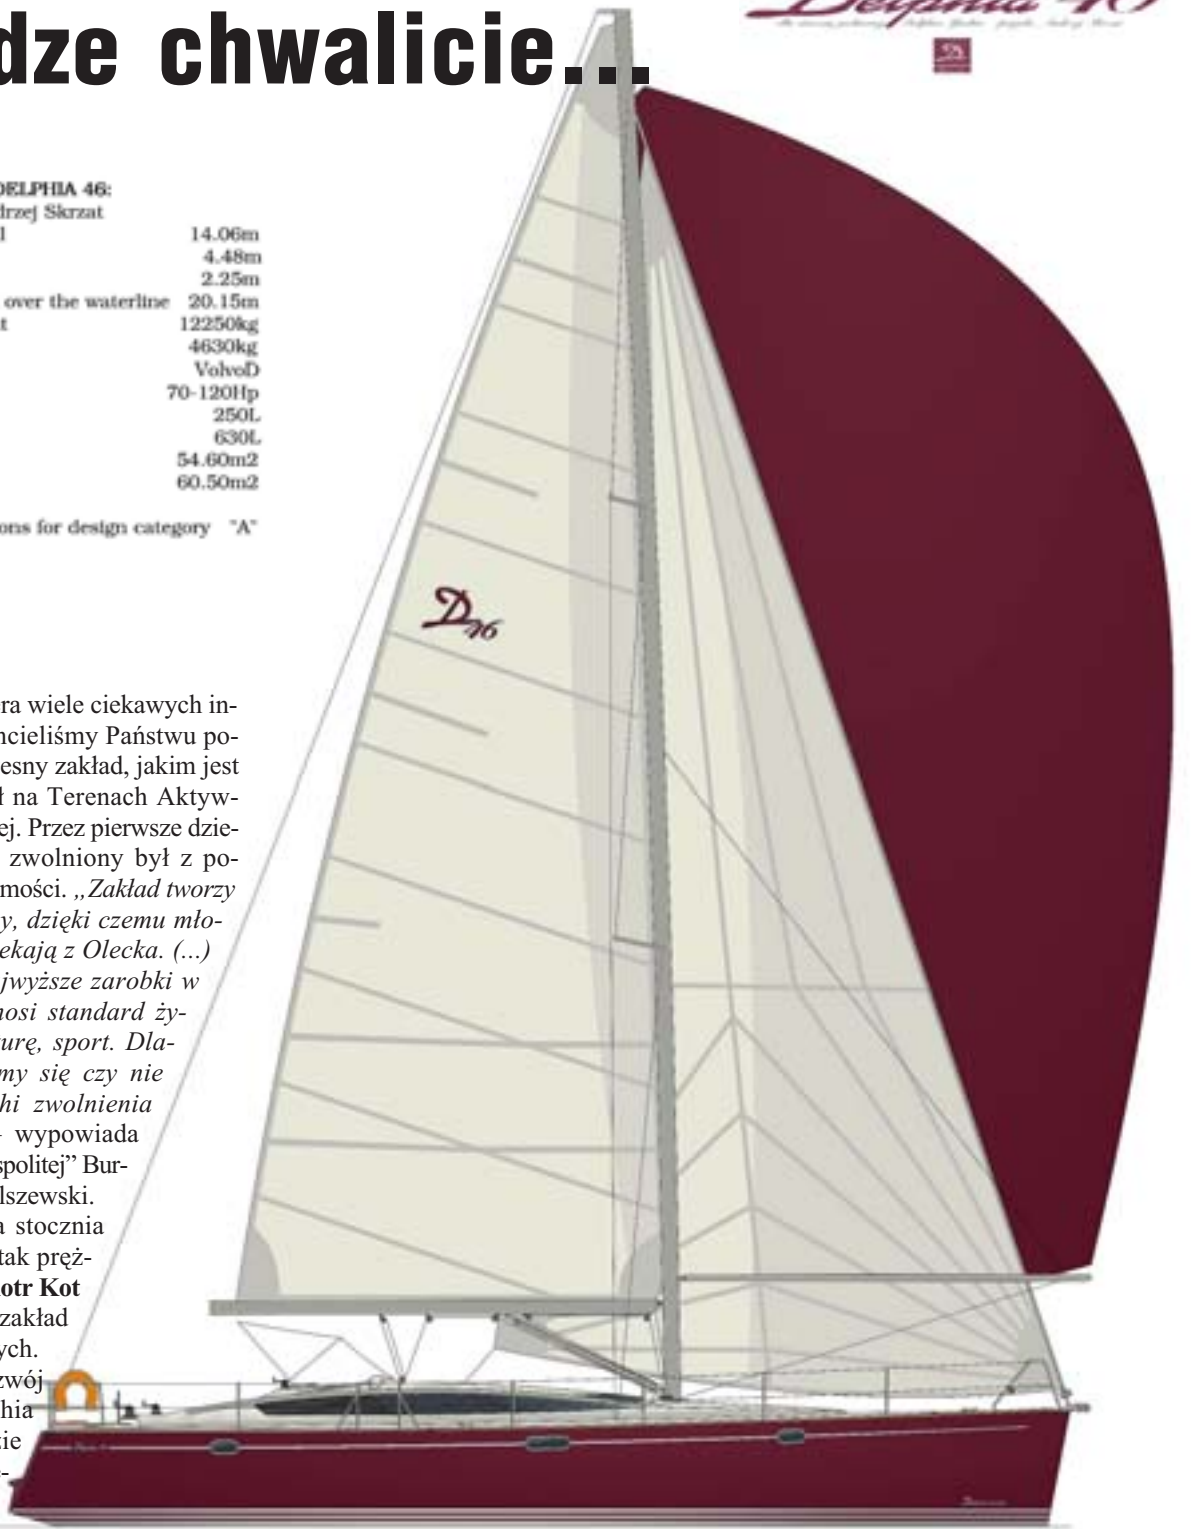 dze chwalicie...
Delphia 46
DELPHIA 46:
drzej Skrzat
l 14.06m
4.48m
2.25m
over the waterline 20.15m
t 12250kg
4630kg
VolvoD
70-120Hp
250L
630L
54.60m2
60.50m2
ons for design category "A"
D46
ra wiele ciekawych in-
hcieliśmy Państwu po-
esny zakład, jakim jest
ł na Terenach Aktyw-
ej. Przez pierwsze dzie-
zwolniony był z po-
mości. „Zakład tworzy
y, dzięki czemu mło-
ekają z Olecka. (...)
jwyższe zarobki w
nosi standard ży-
urę, sport. Dla-
my się czy nie
hi zwolnienia
- wypowiada
spolitej” Bur-
lszewski.
a stocznia
tak pręż-
otr Kot
zakład
ych.
zwój
hia
zie
-